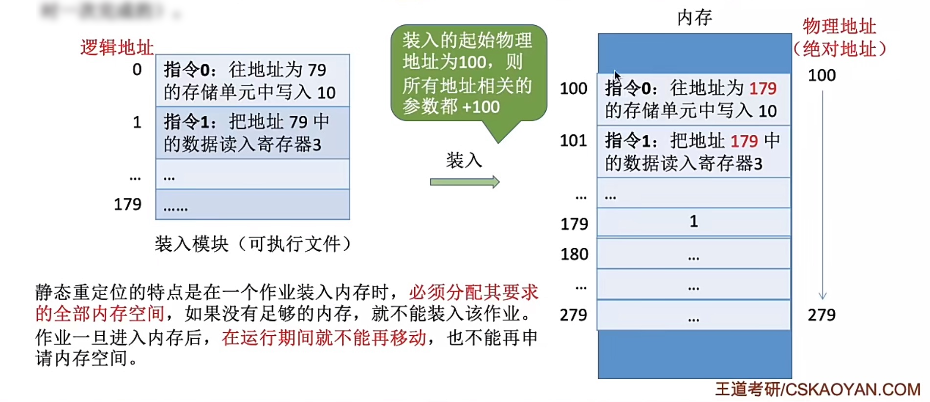 内存
逻辑地址
物理地址
（绝对地址）
装入的起始物理
地址为100，则
所有地址相关的
参数都 +100
0
指令0：往地址为 79
的存储单元中写入 10
1
指令1：把地址 79 中
的数据读入寄存器3
...
...
179
......
装入模块（可执行文件）
装入
100
指令0：往地址为 179
的存储单元中写入 10
101
指令1：把地址 179 中
的数据读入寄存器3
...
...
179
1
180
...
...
...
279
...
100
279
静态重定位的特点是在一个作业装入内存时，必须分配其要求
的全部内存空间，如果没有足够的内存，就不能装入该作业。
作业一旦进入内存后，在运行期间就不能再移动，也不能再申
请内存空间。
王道考研/CSKAOYAN.COM